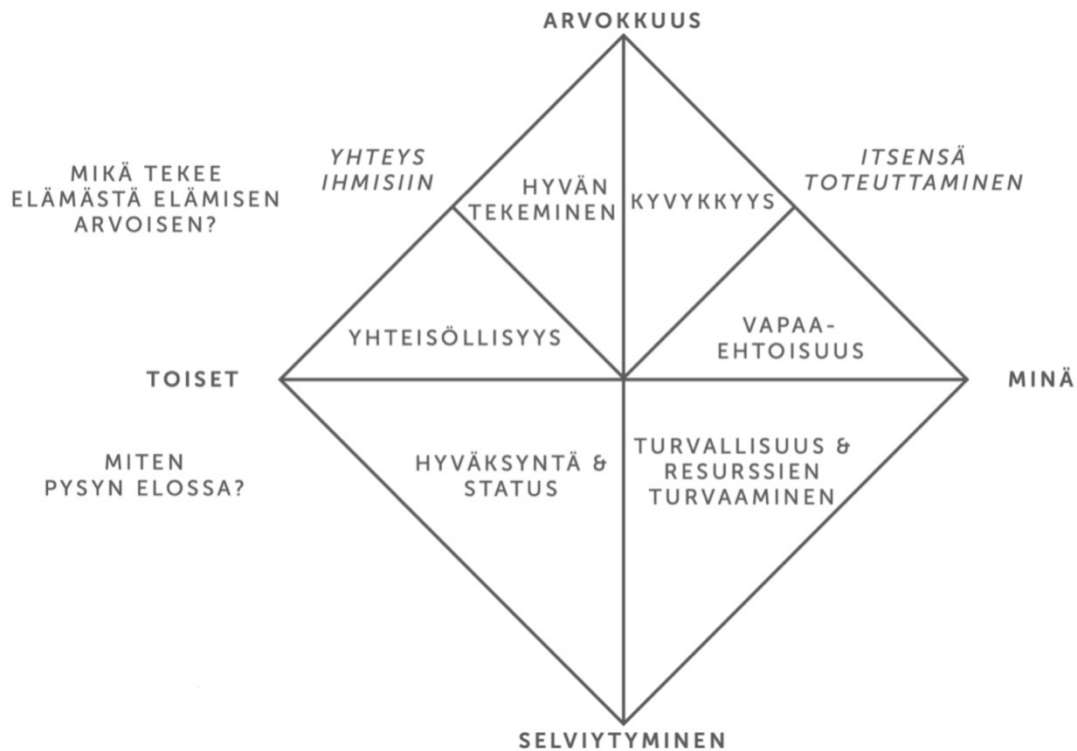 ARVOKKUUS
YHTEYS
IHMISIIN
ITSENSÄ
TOTEUTTAMINEN
MIKÄ TEKEE
ELÄMÄSTÄ ELÄMISEN
ARVOISEN?
HYVÄN
TEKEMINEN
KYVYKKYYS
YHTEISÖLLISYYS
VAPAA-
EHTOISUUS
TOISET
MINÄ
MITEN
PYSYN ELOSSA?
HYVÄKSYNTÄ &
STATUS
TURVALLISUUS &
RESURSSIEN
TURVAAMINEN
SELVIYTYMINEN